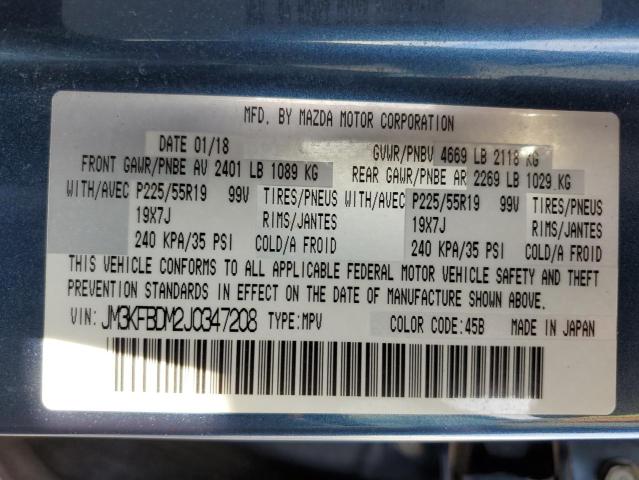 MFD. BY MAZDA MOTOR CORPORATION
DATE 01/18 GVWR/PNBV 4669 LB 2118 KG
FRONT GAWR/PNBE AV 2401 LB 1089 KG REAR GAWR/PNBE AR 2269 LB 1029 KG
WITH/AVEC P225/55R19 99V TIRES/PNEUS WITH/AVEC P225/55R19 99V TIRES/PNEUS
19X7J RIMS/JANTES 19X7J RIMS/JANTES
240 KPA/35 PSI COLD/A FROID 240 KPA/35 PSI COLD/A FROID
THIS VEHICLE CONFORMS TO ALL APPLICABLE FEDERAL MOTOR VEHICLE SAFETY AND THEFT
PREVENTION STANDARDS IN EFFECT ON THE DATE OF MANUFACTURE SHOWN ABOVE.
VIN: JM3KFBDM2J0347208 TYPE:MPV COLOR CODE:45B MADE IN JAPAN